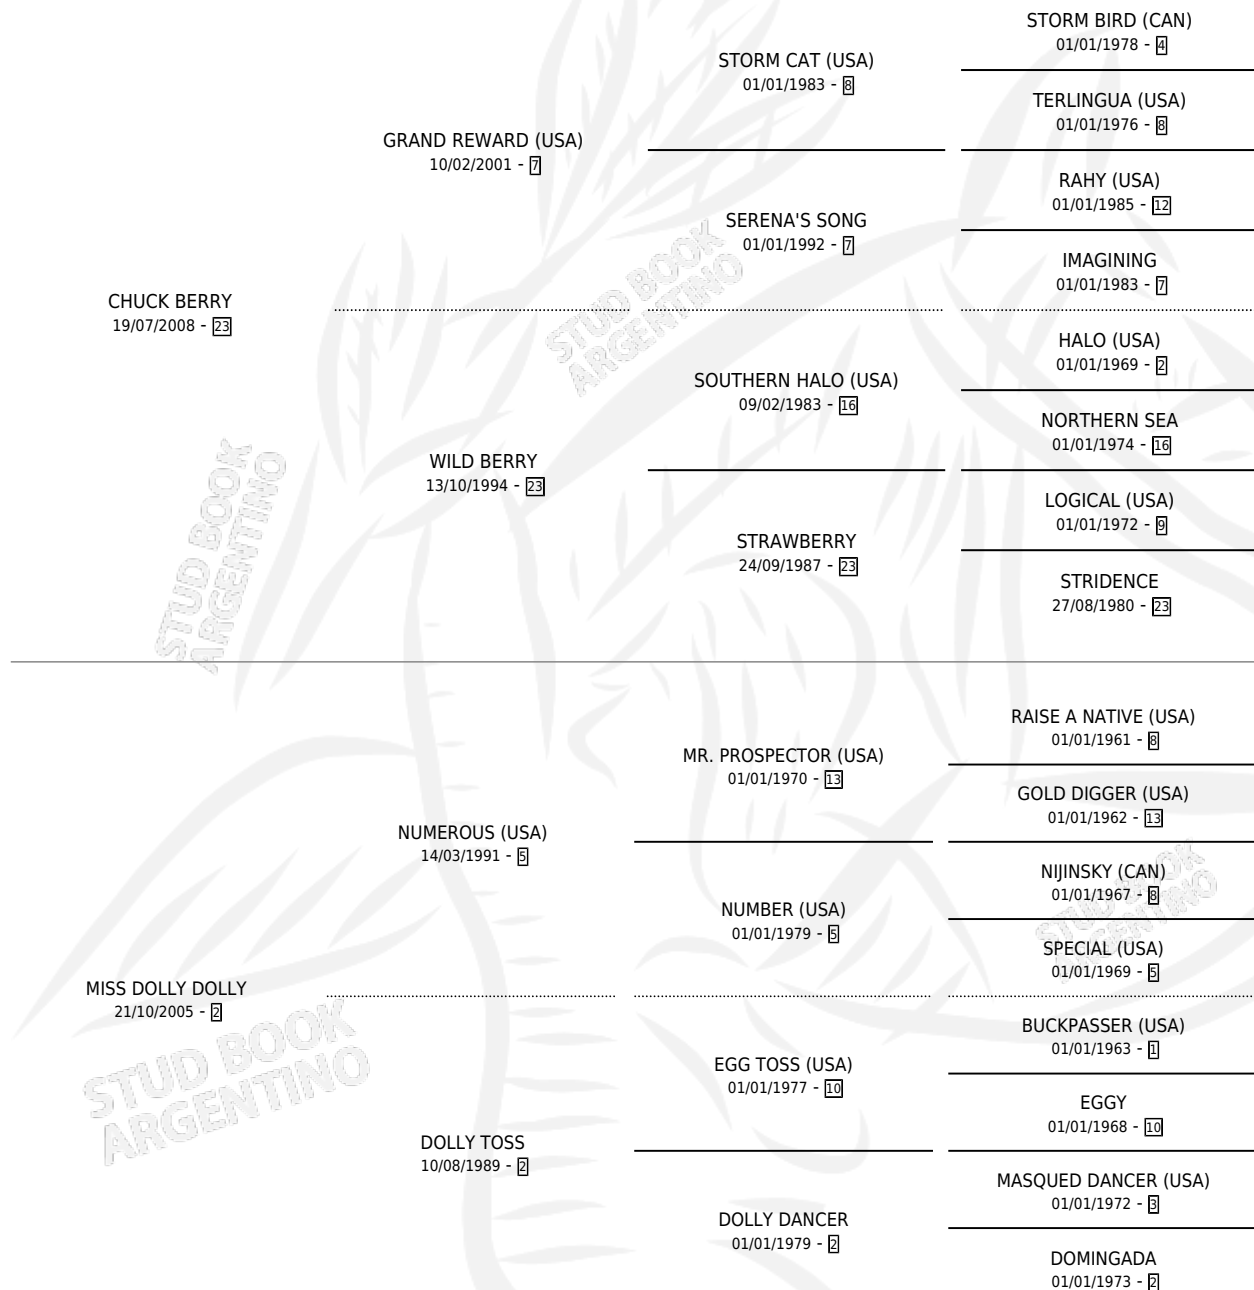 STORM BIRD (CAN)
01/01/1978 - 4
STORM CAT (USA)
01/01/1983 - 8
TERLINGUA (USA)
01/01/1976 - 8
GRAND REWARD (USA)
10/02/2001 - 7
RAHY (USA)
01/01/1985 - 12
SERENA'S SONG
01/01/1992 - 7
IMAGINING
01/01/1983 - 7
CHUCK BERRY
19/07/2008 - 23
HALO (USA)
01/01/1969 - 2
SOUTHERN HALO (USA)
09/02/1983 - 16
NORTHERN SEA
01/01/1974 - 16
WILD BERRY
13/10/1994 - 23
LOGICAL (USA)
01/01/1972 - 9
STRAWBERRY
24/09/1987 - 23
STRIDENCE
27/08/1980 - 23
RAISE A NATIVE (USA)
01/01/1961 - 8
MR. PROSPECTOR (USA)
01/01/1970 - 13
GOLD DIGGER (USA)
01/01/1962 - 13
NUMEROUS (USA)
14/03/1991 - 5
NIJINSKY (CAN)
01/01/1967 - 8
NUMBER (USA)
01/01/1979 - 5
SPECIAL (USA)
01/01/1969 - 5
MISS DOLLY DOLLY
21/10/2005 - 2
BUCKPASSER (USA)
01/01/1963 - 1
EGG TOSS (USA)
01/01/1977 - 10
EGGY
01/01/1968 - 10
DOLLY TOSS
10/08/1989 - 2
MASQUED DANCER (USA)
01/01/1972 - 3
DOLLY DANCER
01/01/1979 - 2
DOMINGADA
01/01/1973 - 2
STUD BOOK
ARGENTINO
STUD BOOK
ARGENTINO
STUD BOOK
ARGENTINO
STUD BOOK
ARGENTINO